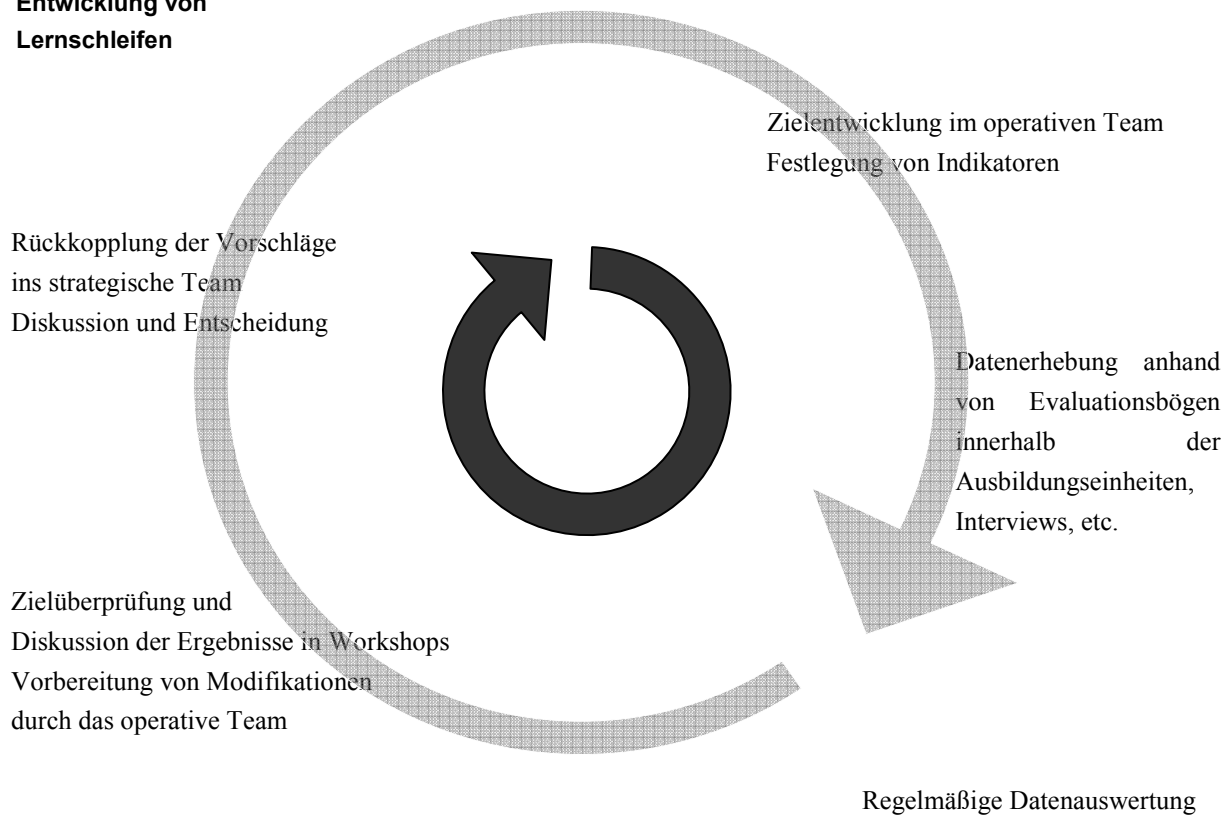 Entwicklung von
Lernschleifen
Zielentwicklung im operativen Team
Festlegung von Indikatoren
Rückkopplung der Vorschläge
ins strategische Team
Diskussion und Entscheidung
Datenerhebung anhand
von Evaluationsbögen
innerhalb der
Ausbildungseinheiten,
Interviews, etc.
Zielüberprüfung und
Diskussion der Ergebnisse in Workshops
Vorbereitung von Modifikationen
durch das operative Team
Regelmäßige Datenauswertung